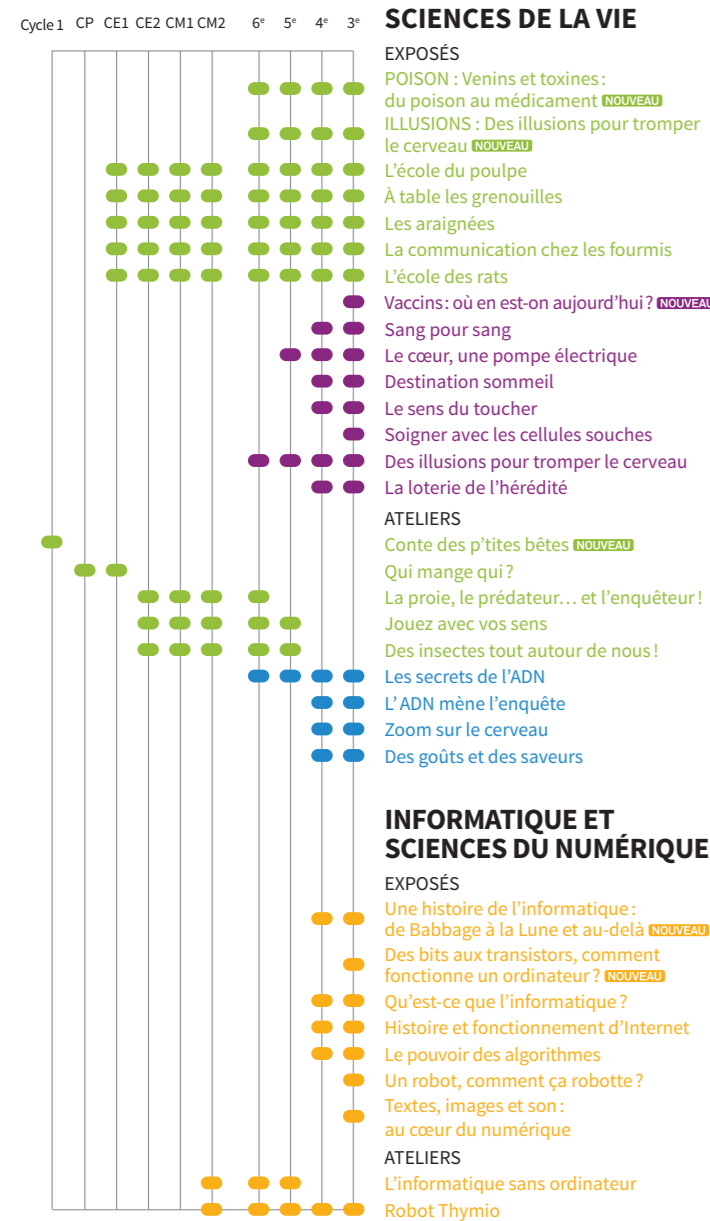 Cycle 1 CP CE1 CE2 CM1 CM2 6e 5e 4e 3e
SCIENCES DE LA VIE
EXPOSÉS
POISON : Venins et toxines :
du poison au médicament NOUVEAU
ILLUSIONS : Des illusions pour tromper
le cerveau NOUVEAU
L'école du poulpe
À table les grenouilles
Les araignées
La communication chez les fourmis
L'école des rats
Vaccins : où en est-on aujourd'hui ? NOUVEAU
Sang pour sang
Le cœur, une pompe électrique
Destination sommeil
Le sens du toucher
Soigner avec les cellules souches
Des illusions pour tromper le cerveau
La loterie de l'hérédité
ATELIERS
Conte des p'tites bêtes NOUVEAU
Qui mange qui ?
La proie, le prédateur… et l'enquêteur !
Jouez avec vos sens
Des insectes tout autour de nous !
Les secrets de l'ADN
L'ADN mène l'enquête
Zoom sur le cerveau
Des goûts et des saveurs
INFORMATIQUE ET
SCIENCES DU NUMÉRIQUE
EXPOSÉS
Une histoire de l'informatique :
de Babbage à la Lune et au-delà NOUVEAU
Des bits aux transistors, comment
fonctionne un ordinateur ? NOUVEAU
Qu'est-ce que l'informatique ?
Histoire et fonctionnement d'Internet
Le pouvoir des algorithmes
Un robot, comment ça robotte ?
Textes, images et son :
au cœur du numérique
ATELIERS
L'informatique sans ordinateur
Robot Thymio